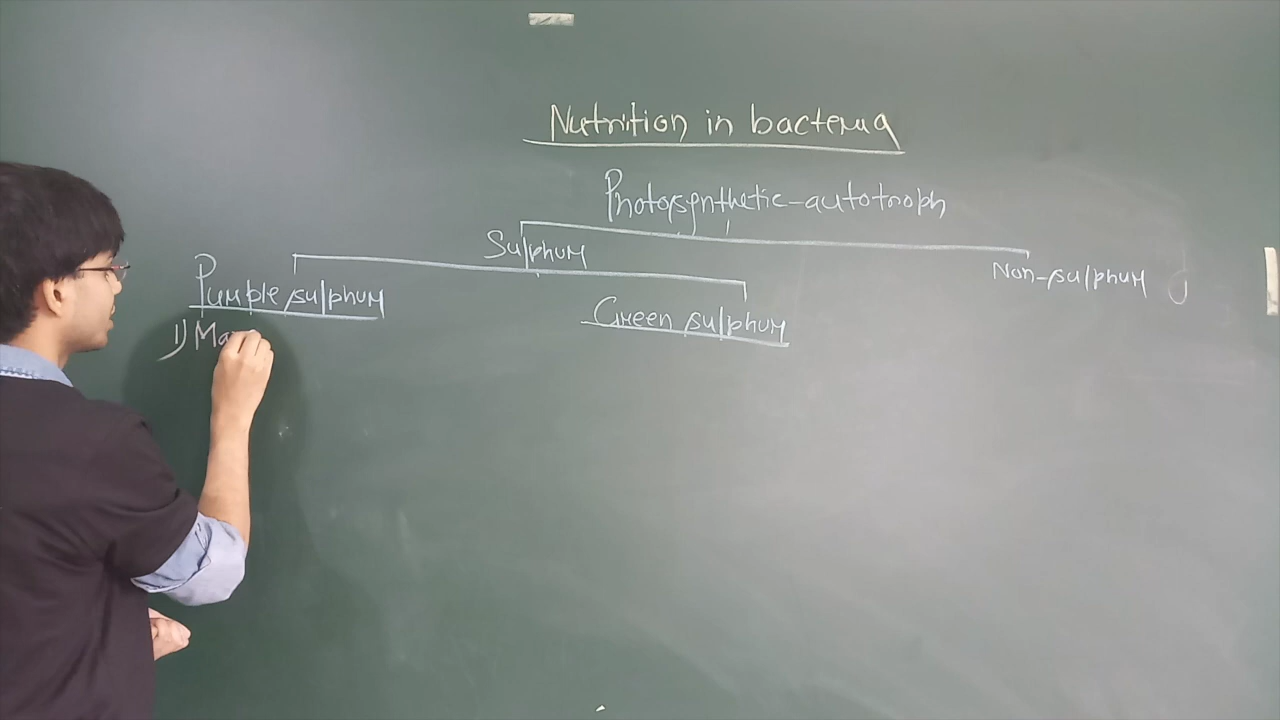 Nutrition in bacteria
Photosynthetic-autotroph
Sulphur
Non-sulphur
Purple sulphur
Green sulphur
1) Ma